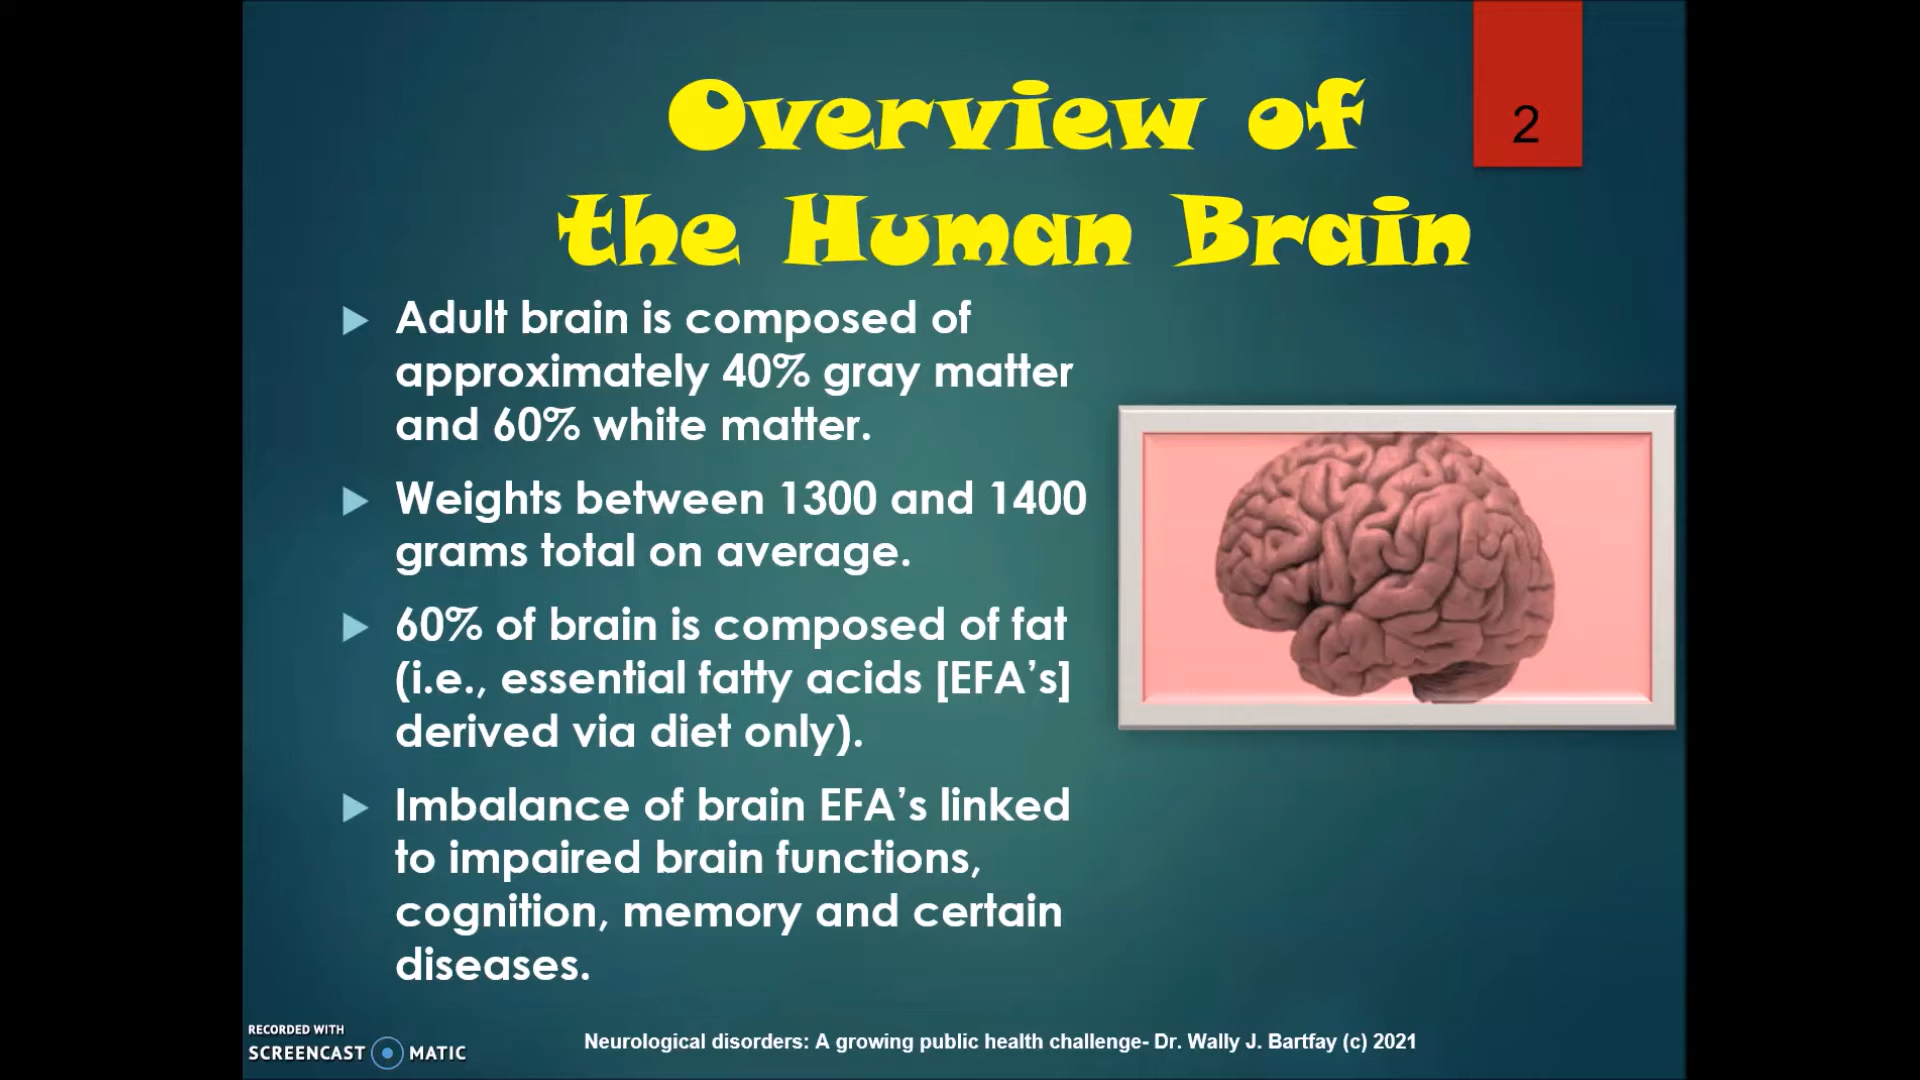 Overview of
the Human Brain
2
Adult brain is composed of
approximately 40% gray matter
and 60% white matter.
Weights between 1300 and 1400
grams total on average.
60% of brain is composed of fat
(i.e., essential fatty acids [EFA’s]
derived via diet only).
Imbalance of brain EFA’s linked
to impaired brain functions,
cognition, memory and certain
diseases.
RECORDED WITH
SCREENCAST MATIC
Neurological disorders: A growing public health challenge- Dr. Wally J. Bartfay (c) 2021